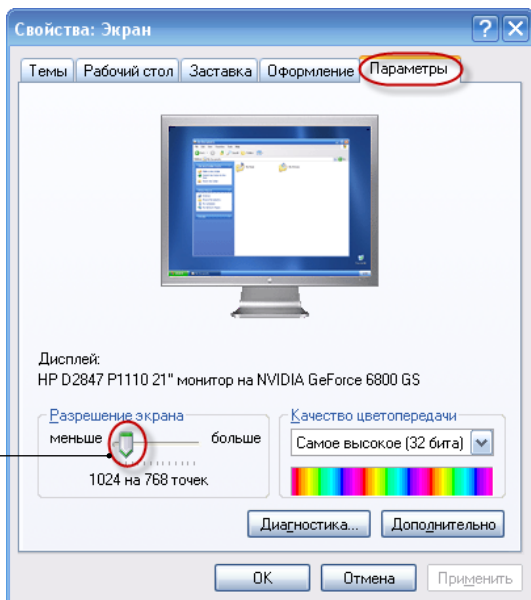 Свойства: Экран
Темы Рабочий стол Заставка Оформление Параметры
Дисплей:
HP D2847 P1110 21" монитор на NVIDIA GeForce 6800 GS
Разрешение экрана
меньше больше
1024 на 768 точек
Качество цветопередачи
Самое высокое (32 бита)
Диагностика... Дополнительно
OK Отмена Применить